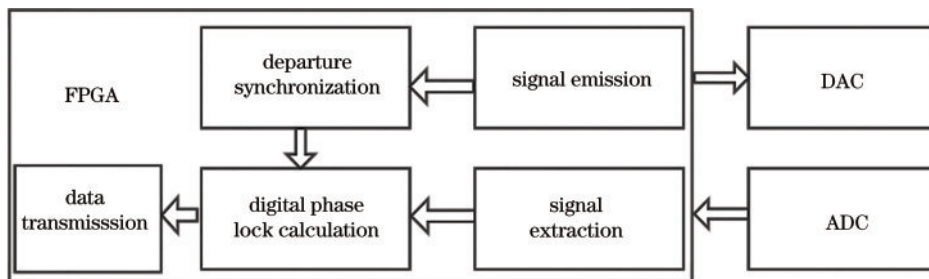 departure
synchronization
signal emission
DAC
FPGA
data
transmisssion
digital phase
lock calculation
signal
extraction
ADC